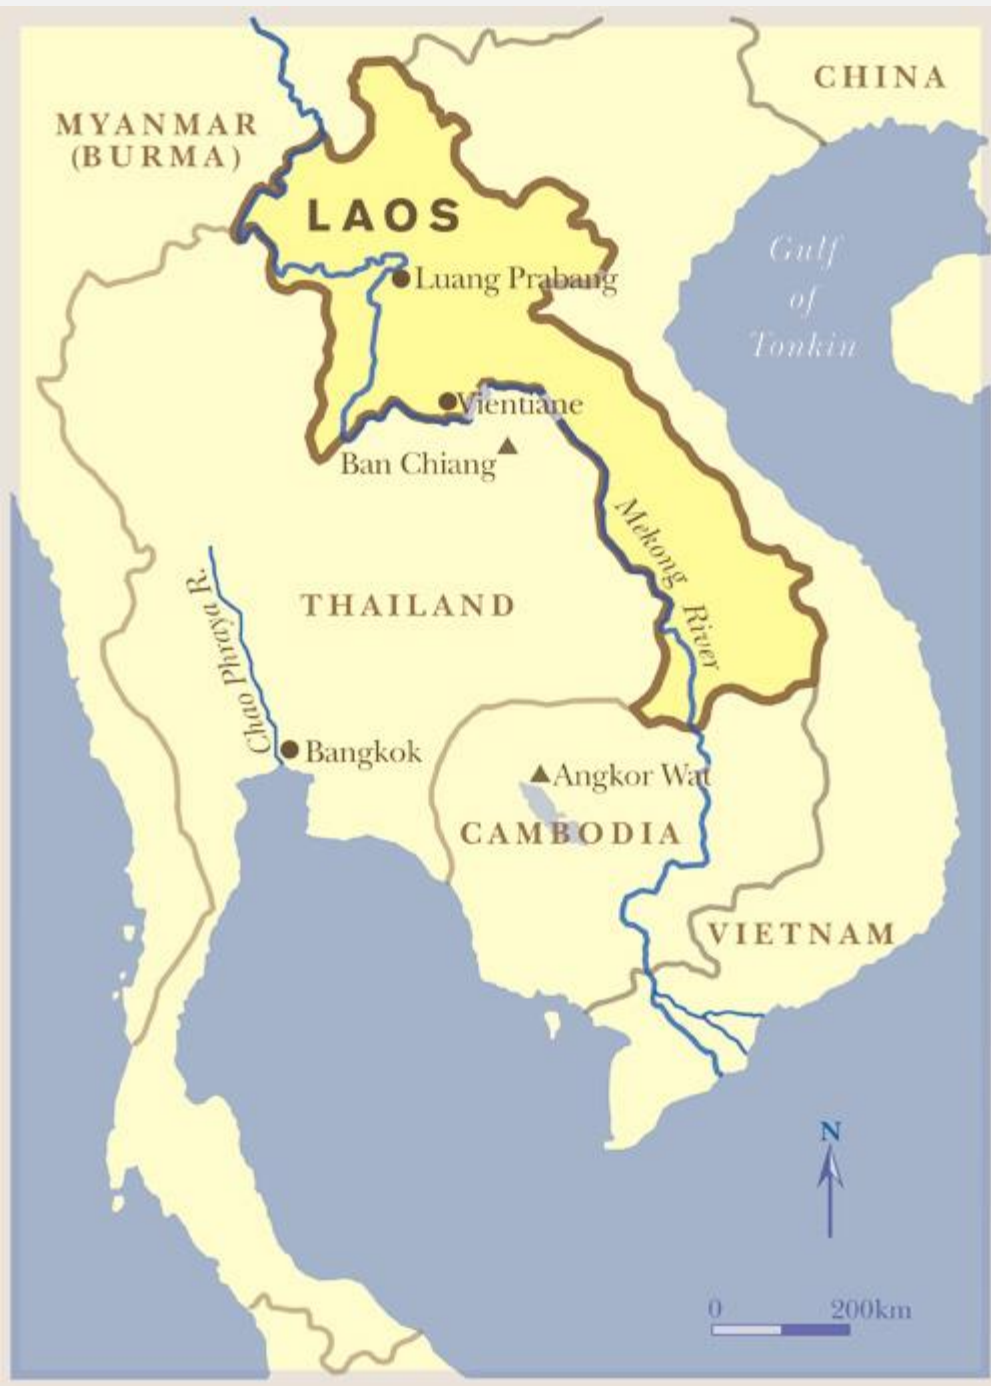 CHINA
MYANMAR
(BURMA)
LAOS
Gulf
of
Tonkin
Luang Prabang
Vientiane
Ban Chiang
Mekong River
THAILAND
Chao Phraya R.
Bangkok
Angkor Wat
CAMBODIA
VIETNAM
N
0 200km